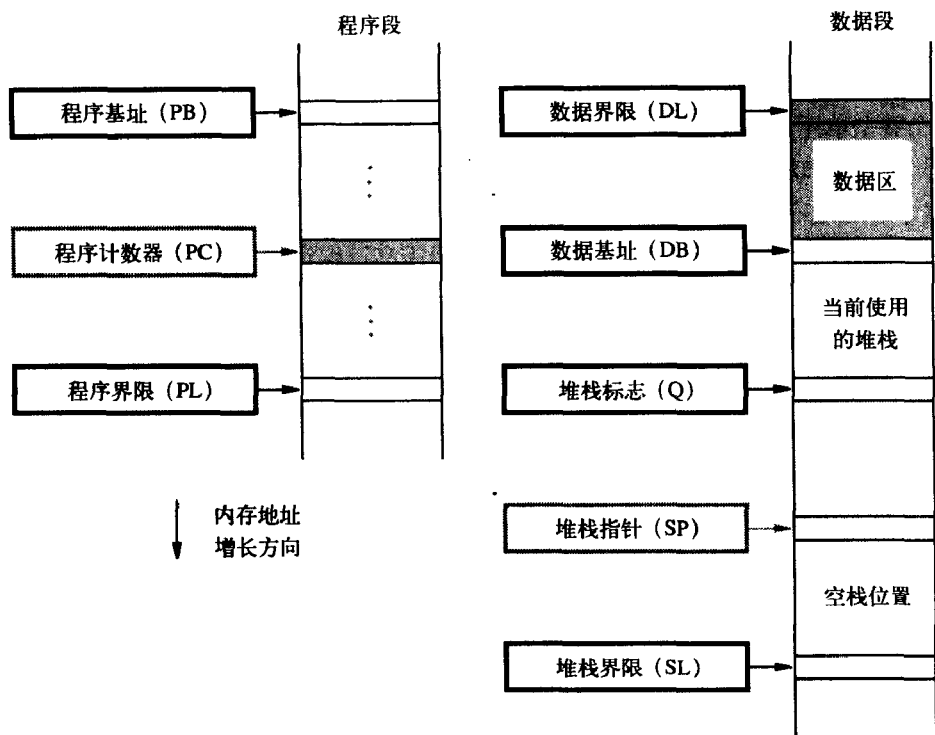 程序段
程序基址（PB）
程序计数器（PC）
程序界限（PL）
内存地址
增长方向
数据段
数据界限（DL）
数据区
数据基址（DB）
当前使用
的堆栈
堆栈标志（Q）
堆栈指针（SP）
空栈位置
堆栈界限（SL）